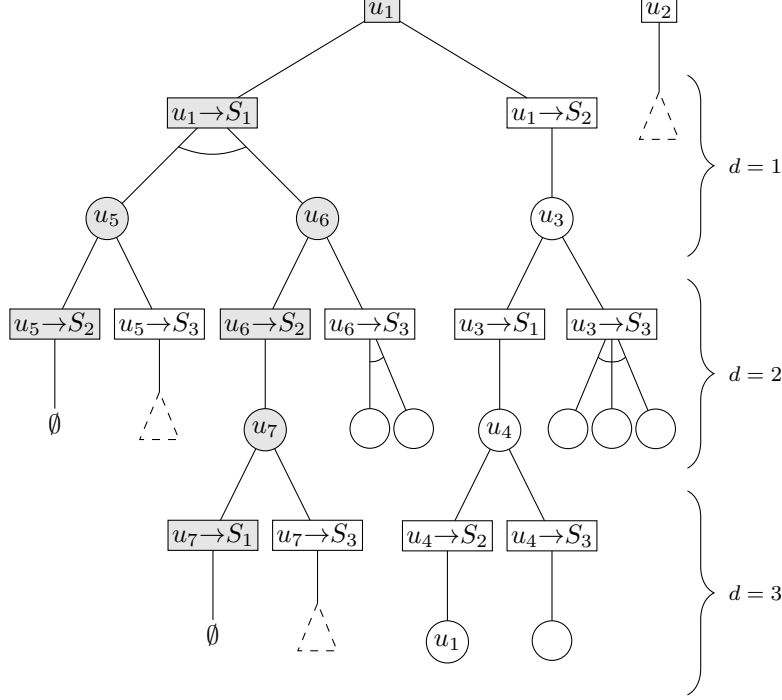 u₁ u₂
u₁→S₁ u₁→S₂
d = 1
u₅ u₆ u₃
u₅→S₂ u₅→S₃ u₆→S₂ u₆→S₃ u₃→S₁ u₃→S₃
d = 2
∅ u₇ u₄
u₇→S₁ u₇→S₃ u₄→S₂ u₄→S₃
d = 3
∅ u₁